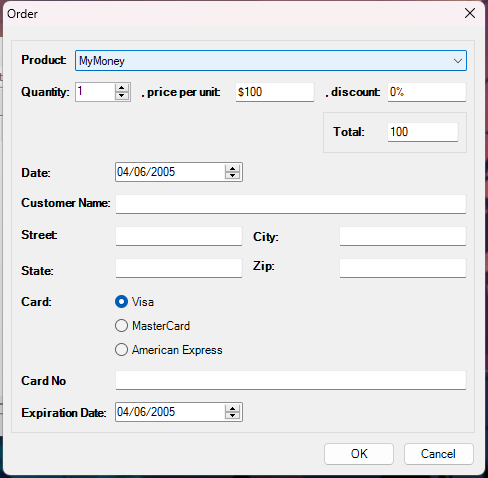 Order
Product: MyMoney
Quantity: 1 , price per unit: $100 , discount: 0%
Total: 100
Date: 04/06/2005
Customer Name:
Street: City:
State: Zip:
Card: Visa
MasterCard
American Express
Card No
Expiration Date: 04/06/2005
OK Cancel